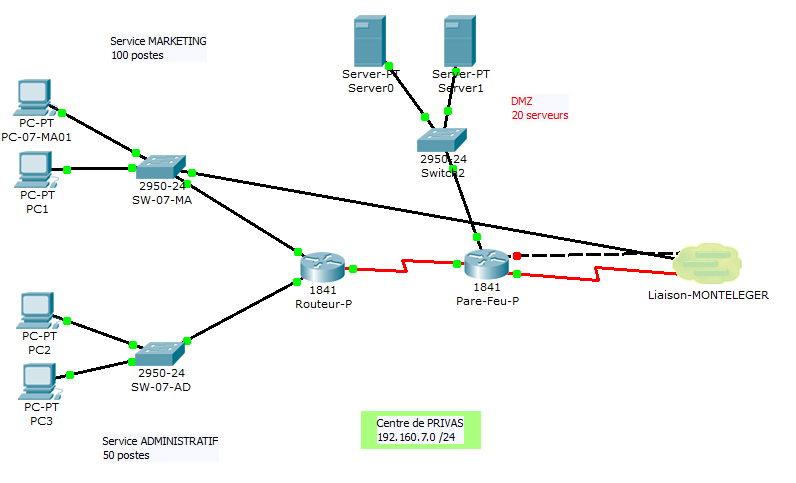 Service MARKETING
100 postes
Server-PT
Server0
Server-PT
Server1
DMZ
20 serveurs
PC-PT
PC-07-MA01
2950-24
Switch2
PC-PT
PC1
2950-24
SW-07-MA
1841
Routeur-P
1841
Pare-Feu-P
Liaison-MONTELEGER
PC-PT
PC2
2950-24
SW-07-AD
PC-PT
PC3
Service ADMINISTRATIF
50 postes
Centre de PRIVAS
192.160.7.0 /24